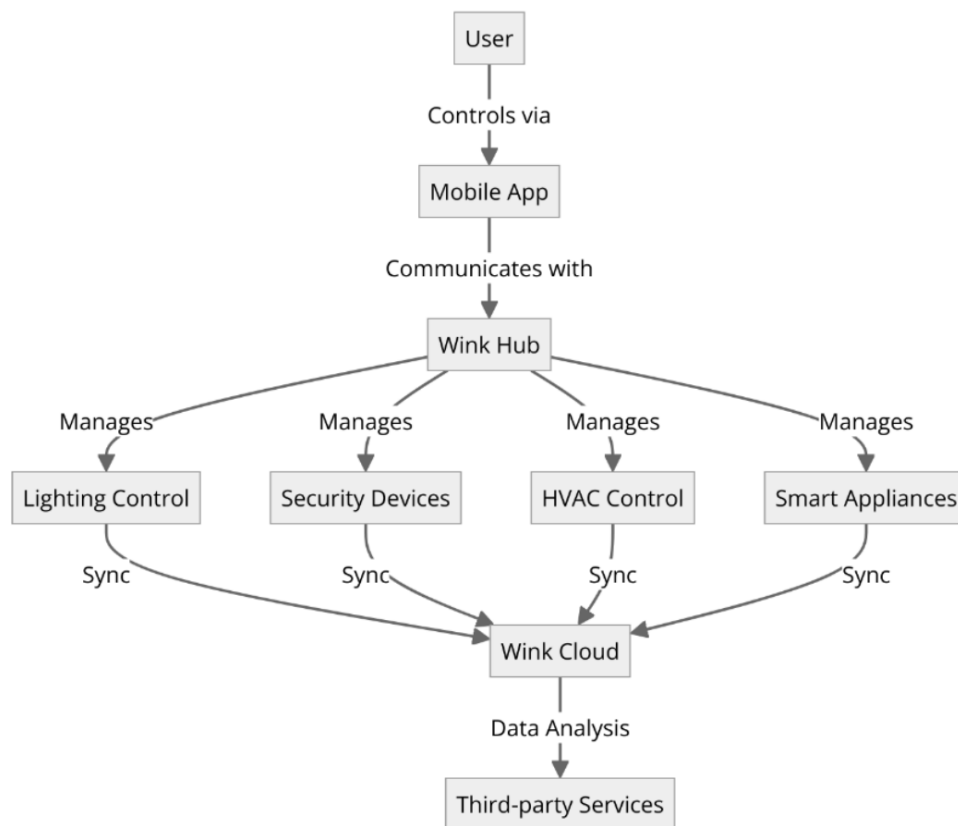 User
Controls via
Mobile App
Communicates with
Wink Hub
Manages
Manages
Manages
Manages
Lighting Control
Security Devices
HVAC Control
Smart Appliances
Sync
Sync
Sync
Sync
Wink Cloud
Data Analysis
Third-party Services